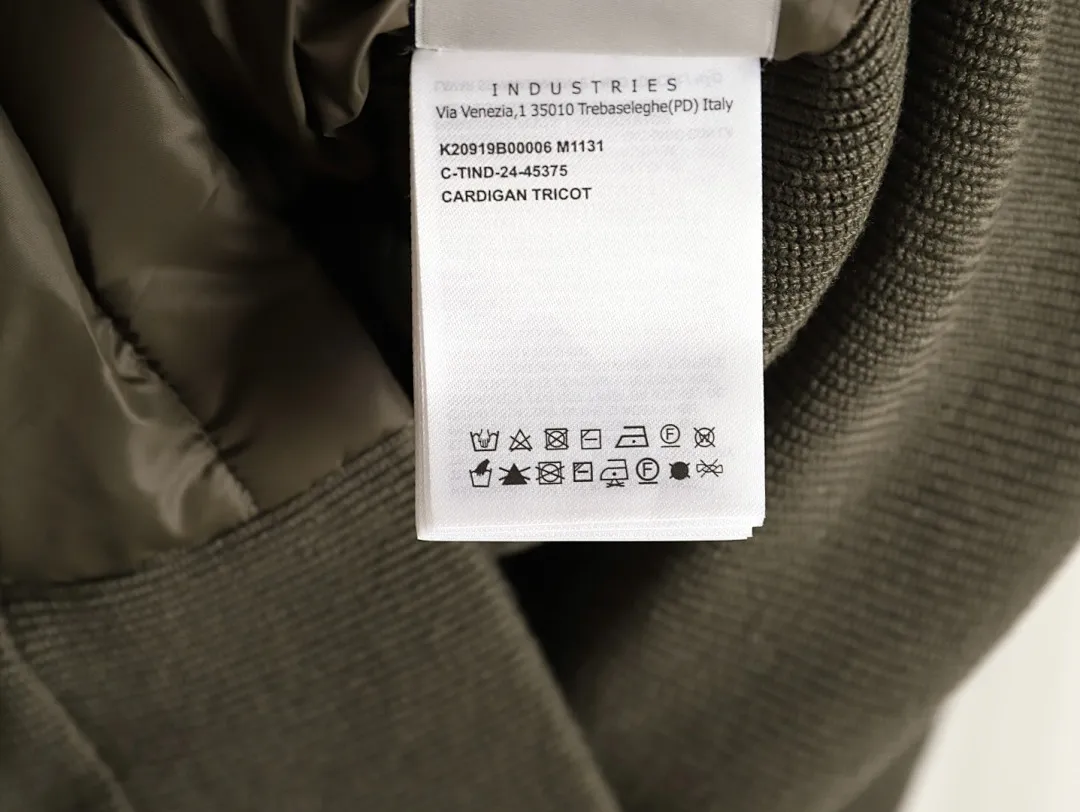 INDUSTRIES
Via Venezia,1 35010 Trebaseleghe(PD) Italy
K20919B00006 M1131
C-TIND-24-45375
CARDIGAN TRICOT
F
F